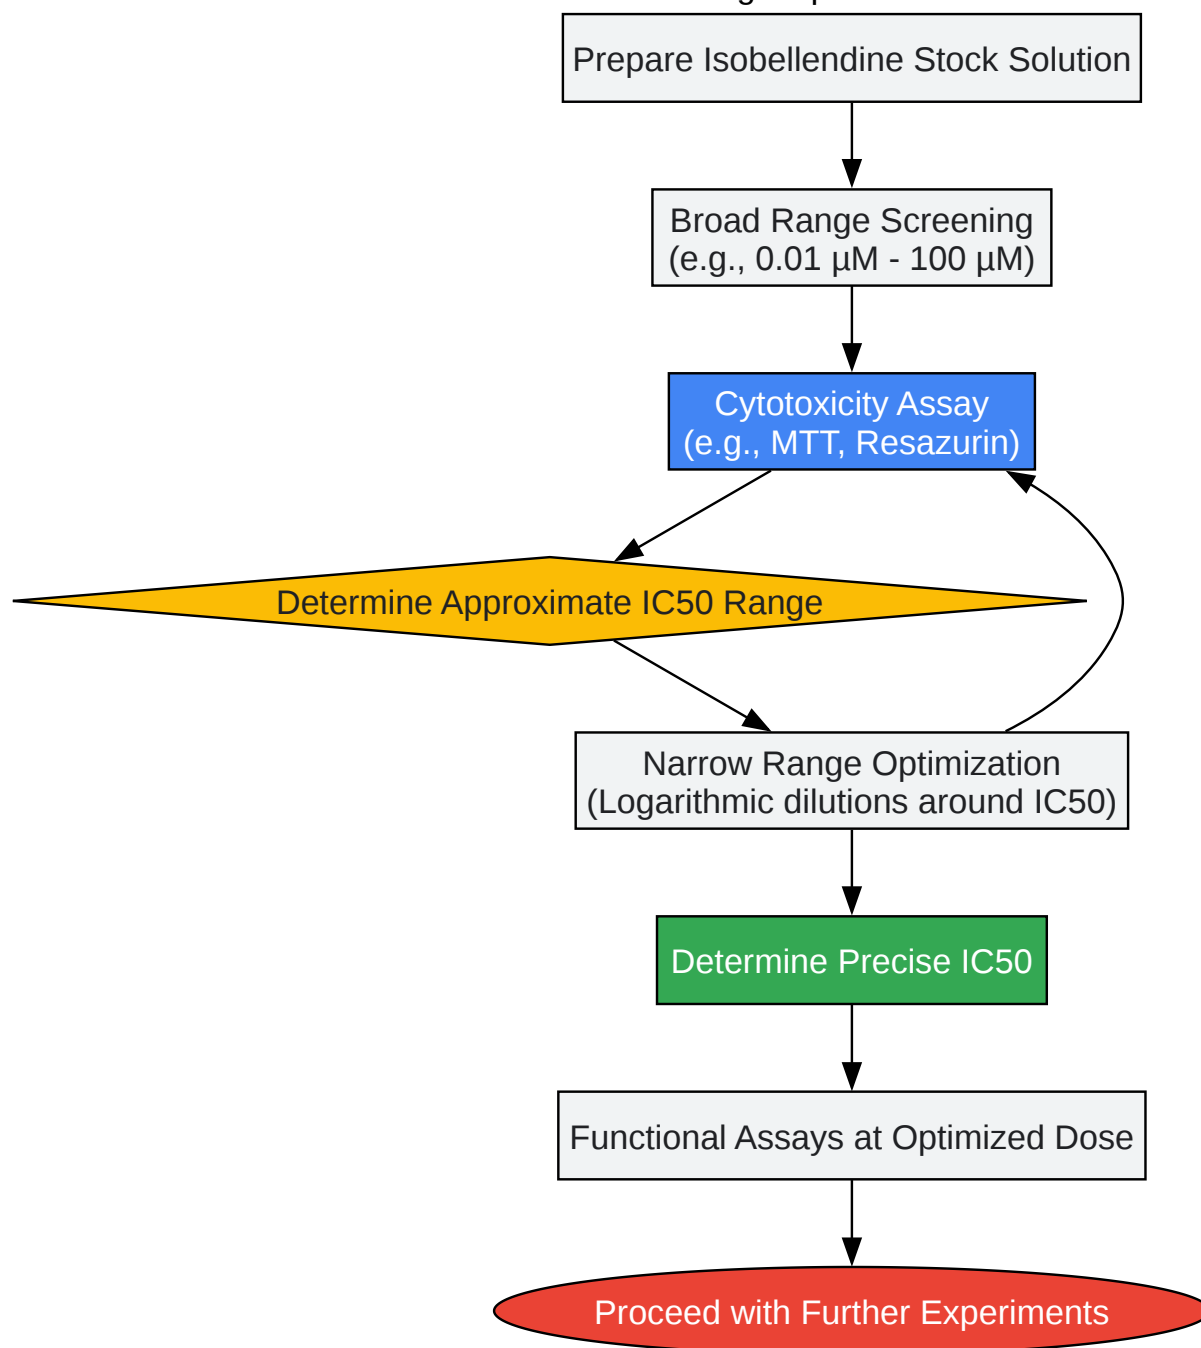 Prepare Isobellendine Stock Solution
Broad Range Screening
(e.g., 0.01 µM - 100 µM)
Cytotoxicity Assay
(e.g., MTT, Resazurin)
Determine Approximate IC50 Range
Narrow Range Optimization
(Logarithmic dilutions around IC50)
Determine Precise IC50
Functional Assays at Optimized Dose
Proceed with Further Experiments